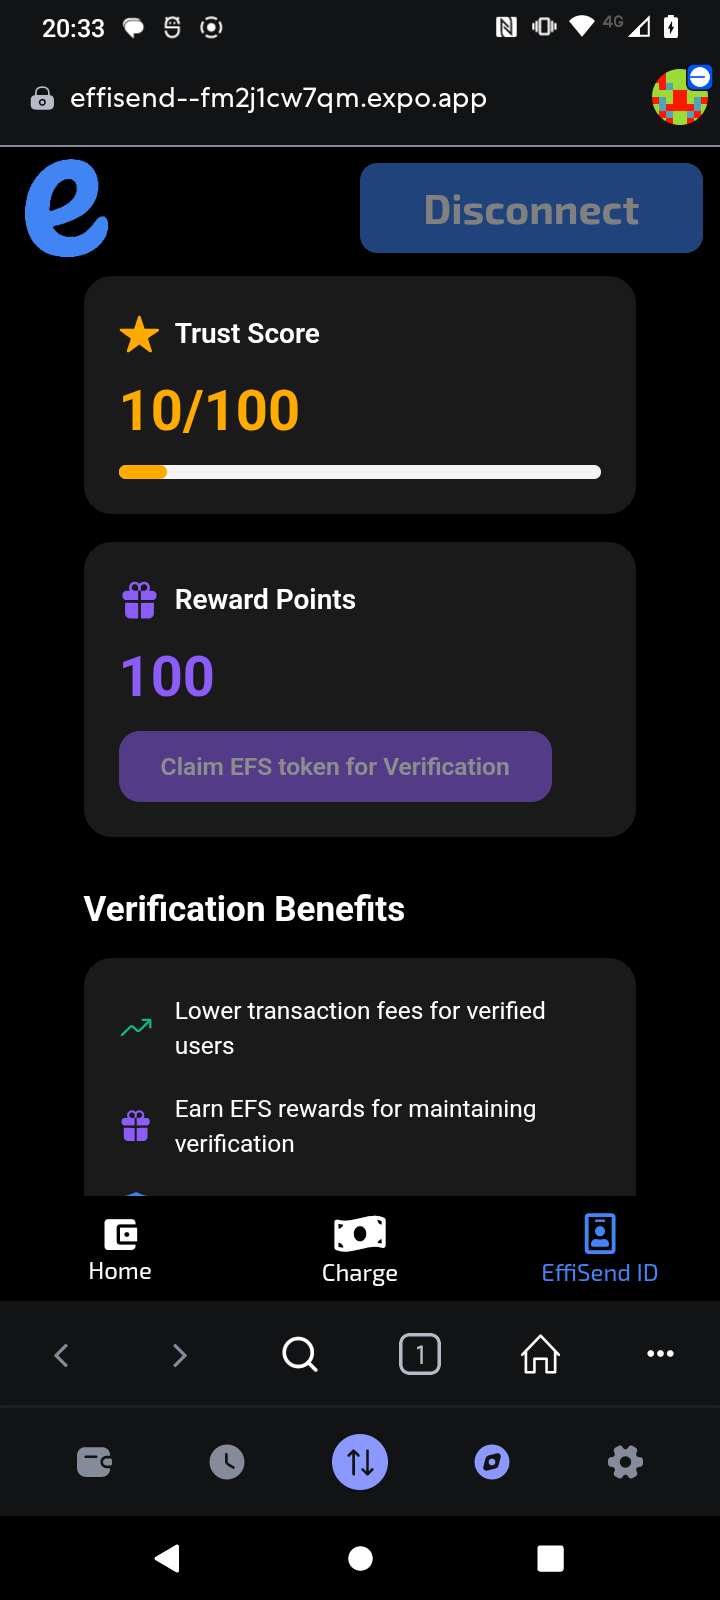 20:33
4G
effisend--fm2j1cw7qm.expo.app
e
Disconnect
Trust Score
10/100
Reward Points
100
Claim EFS token for Verification
Verification Benefits
Lower transaction fees for verified
users
Earn EFS rewards for maintaining
verification
Home
Charge
EffiSend ID
1